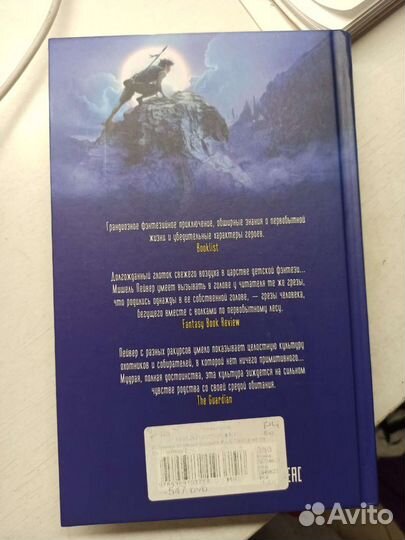 Грандиозное фэнтезийное приключение, обширные знания о первобытной
жизни и убедительные характеры героев.
Booklist
Долгожданный глоток свежего воздуха в царстве детской фэнтези...
Мишель Пейвер умеет вызывать в голове у читателя те же грезы,
что родились однажды в ее собственной голове, — грезы человека,
бегущего вместе с волками по первобытному лесу.
Fantasy Book Review
Пейвер с разных ракурсов умело показывает целостную культуру
охотников и собирателей, в которой нет ничего примитивного...
Мудрая, полная достоинства, эта культура зиждется на сильном
чувстве родства со своей средой обитания.
The Guardian
ЕАС
Avito